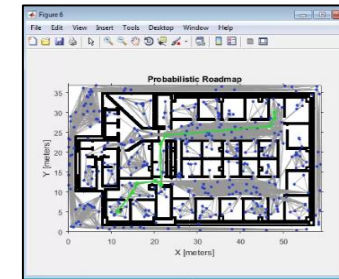 Figure 6
File Edit View Insert Tools Desktop Window Help
Probabilistic Roadmap
35
30
25
20
15
10
5
0
Y [meters]
0 10 20 30 40 50
X [meters]